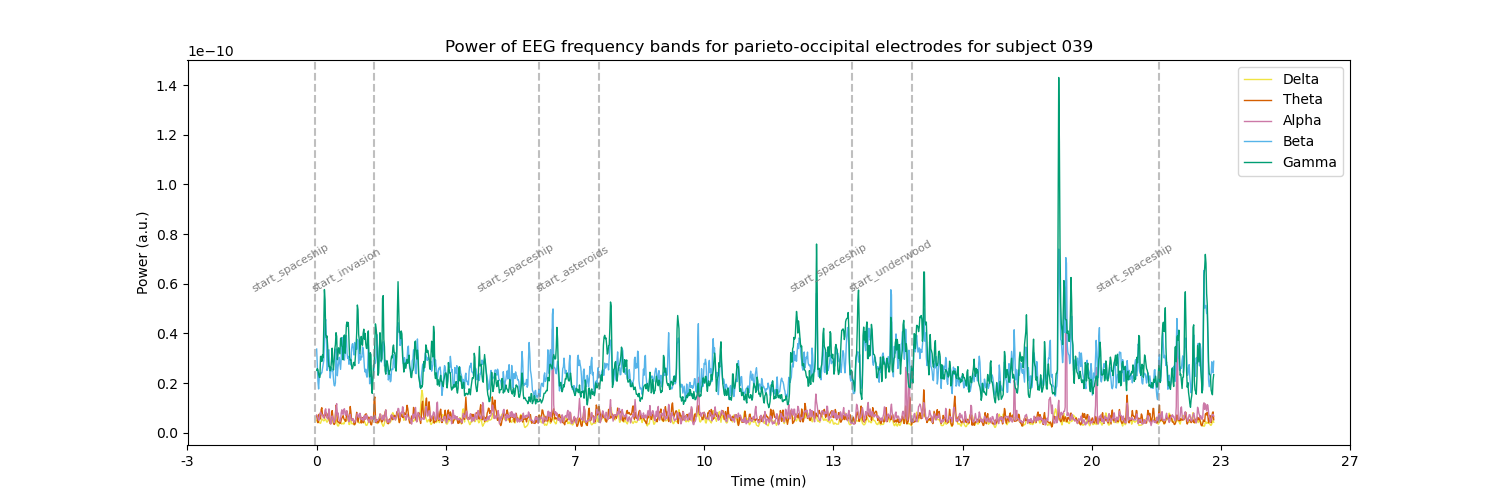 Power of EEG frequency bands for parieto-occipital electrodes for subject 039
1e−10
1.4
1.2
1.0
0.8
0.6
0.4
0.2
0.0
Power (a.u.)
start_spaceship
start_invasion
start_spaceship
start_asteroids
start_spaceship
start_underwood
start_spaceship
Delta
Theta
Alpha
Beta
Gamma
-3 0 3 7 10 13 17 20 23 27
Time (min)